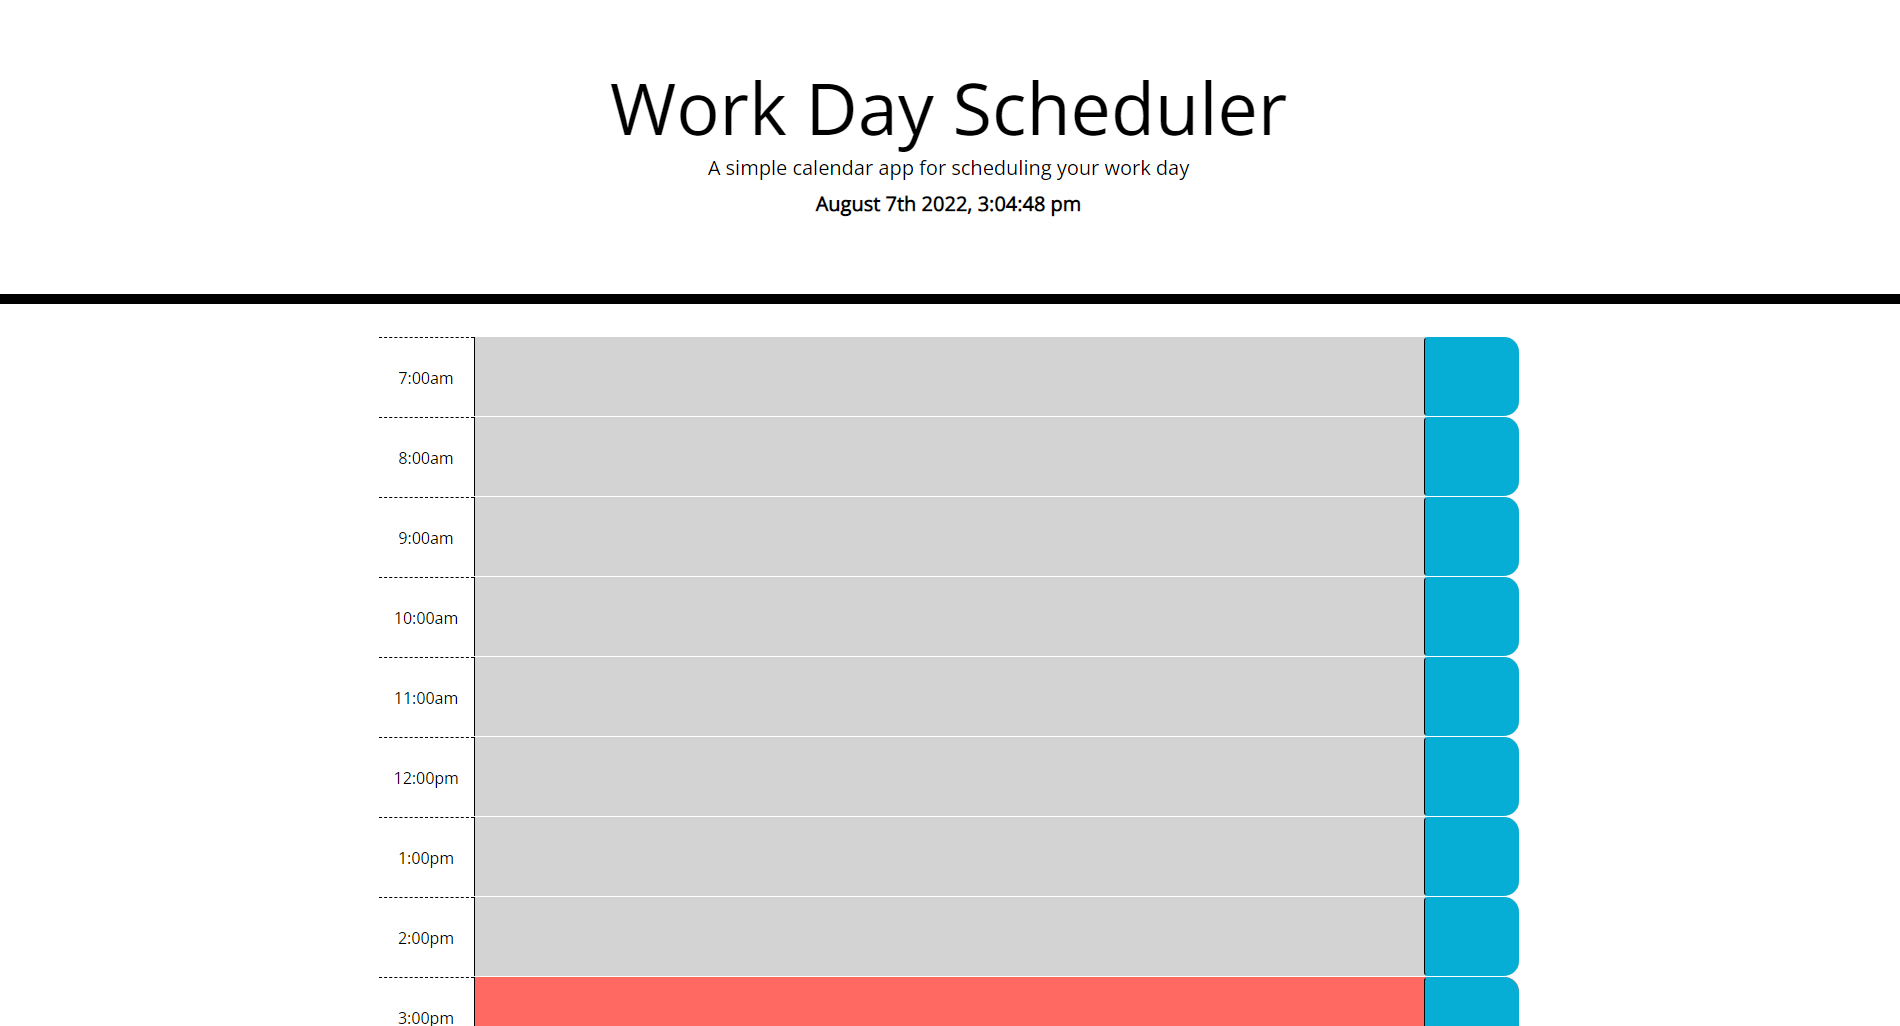 Work Day Scheduler
A simple calendar app for scheduling your work day
August 7th 2022, 3:04:48 pm
7:00am
8:00am
9:00am
10:00am
11:00am
12:00pm
1:00pm
2:00pm
3:00pm